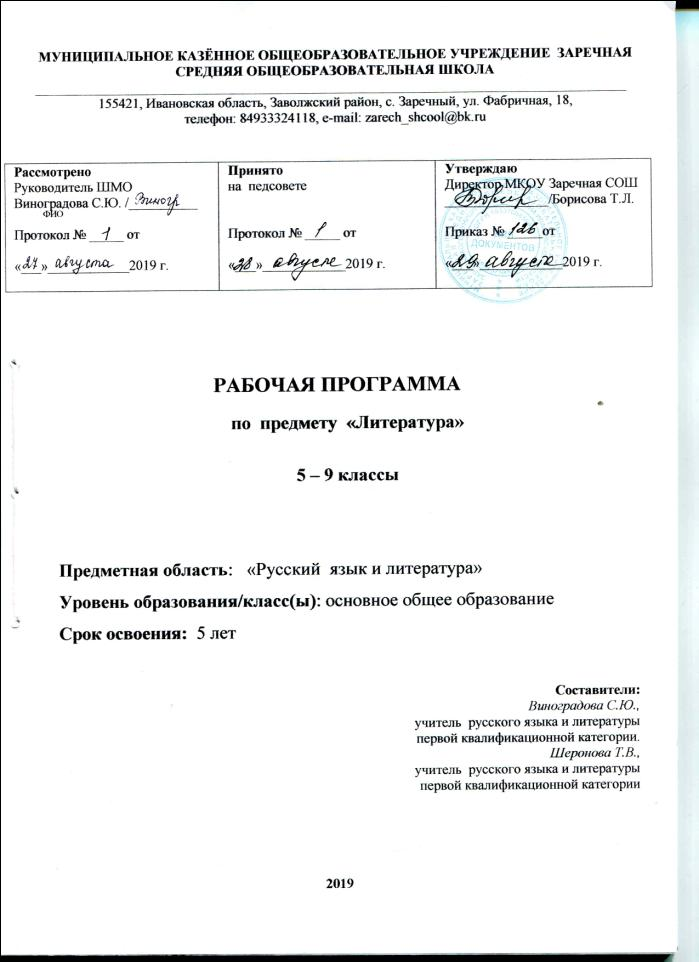 МУНИЦИПАЛЬНОЕ КАЗЁННОЕ ОБЩЕОБРАЗОВАТЕЛЬНОЕ УЧРЕЖДЕНИЕ ЗАРЕЧНАЯ
СРЕДНЯЯ ОБЩЕОБРАЗОВАТЕЛЬНАЯ ШКОЛА
155421, Ивановская область, Заволжский район, с. Заречный, ул. Фабричная, 18,
телефон: 84933324118, e-mail: zarech_shcool@bk.ru
Рассмотрено
Руководитель ШМО
Виноградова С.Ю. / Виногр
ФИО
Протокол № 1 от
«27» августа 2019 г.
Принято
на педсовете
Протокол № 1 от
«28» августе 2019 г.
Утверждаю
Директор МКОУ Заречная СОШ
/Борисова Т.Л.
Приказ № 126 от
ДОКУМЕНТОВ
«29» августе 2019 г.
РАБОЧАЯ ПРОГРАММА
по предмету «Литература»
5 – 9 классы
Предметная область: «Русский язык и литература»
Уровень образования/класс(ы): основное общее образование
Срок освоения: 5 лет
Составители:
Виноградова С.Ю.,
учитель русского языка и литературы
первой квалификационной категории.
Шеронова Т.В.,
учитель русского языка и литературы
первой квалификационной категории
2019